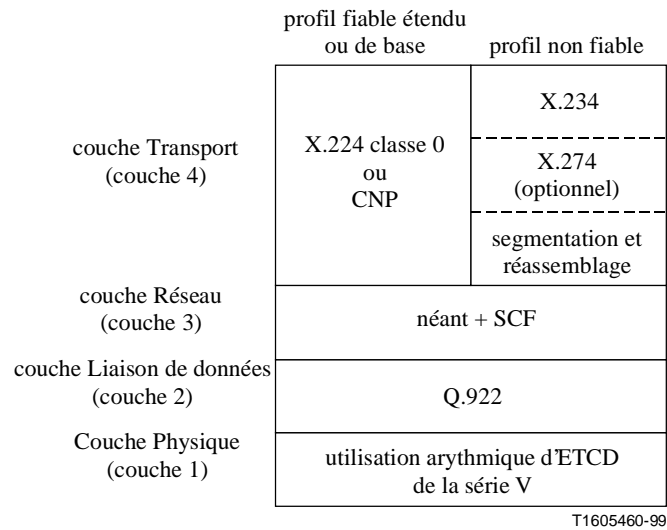 profil fiable étendu
ou de base
profil non fiable
couche Transport
(couche 4)
X.224 classe 0
ou
CNP
X.234
X.274
(optionnel)
segmentation et
réassemblage
couche Réseau
(couche 3)
néant + SCF
couche Liaison de données
(couche 2)
Q.922
Couche Physique
(couche 1)
utilisation arythmique d'ETCD
de la série V
T1605460-99